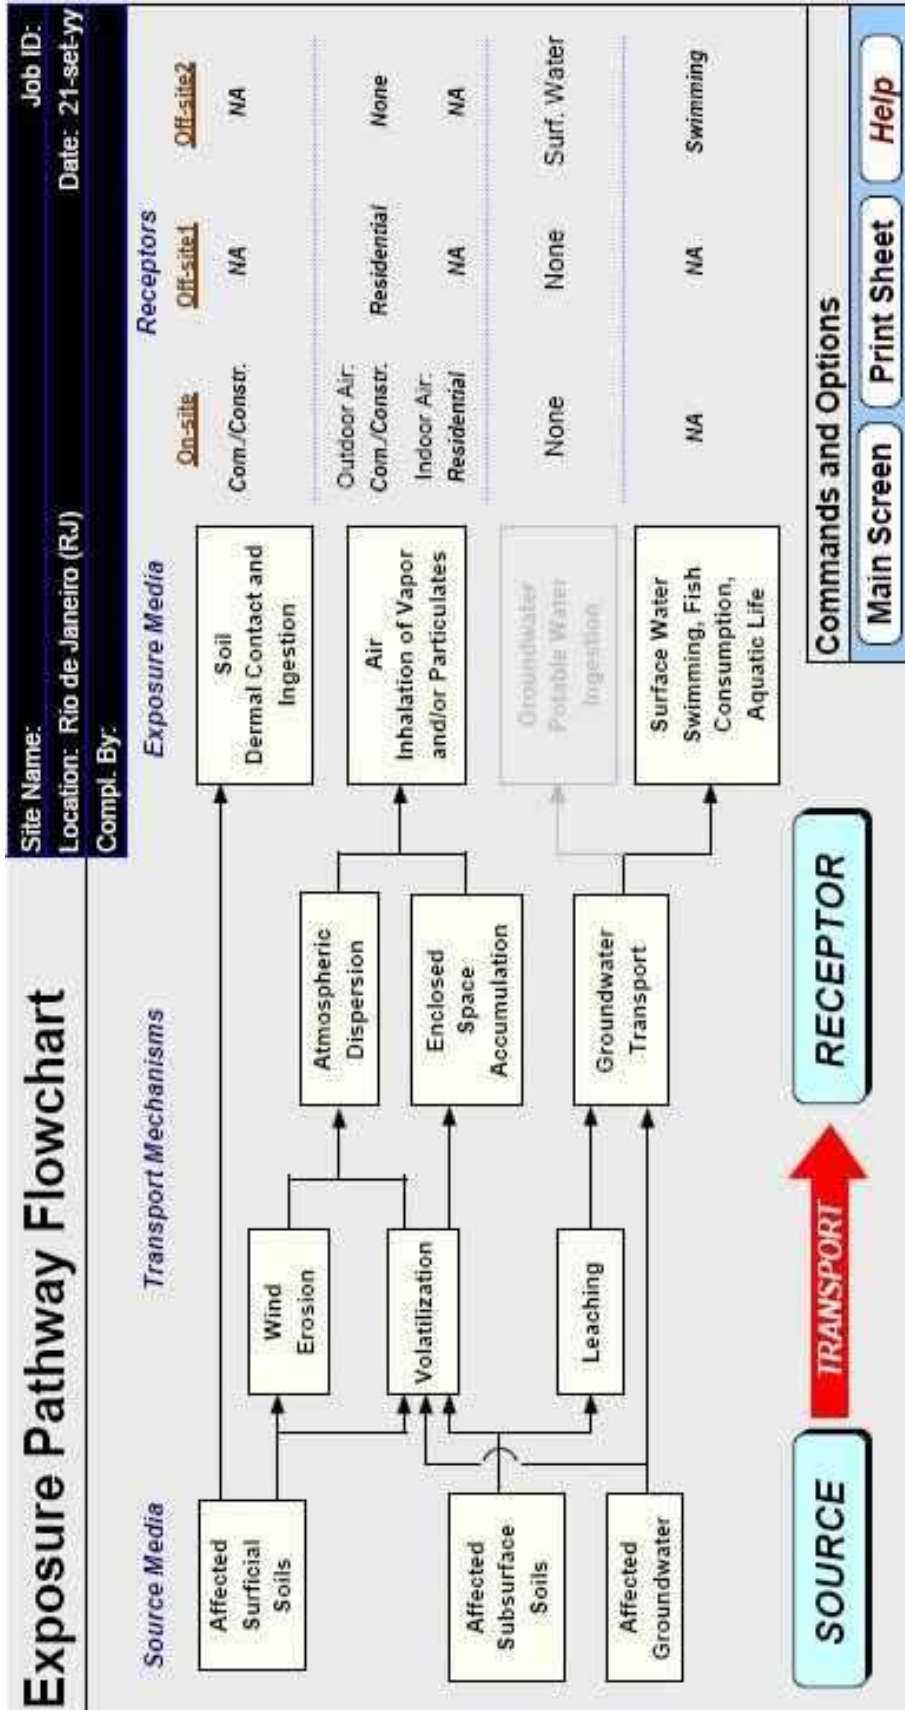 Exposure Pathway Flowchart
Site Name:
Job ID:
Location: Rio de Janeiro (RJ)
Date: 21-set-yy
Compl. By:
Source Media
Transport Mechanisms
Exposure Media
Receptors
On-site
Off-site1
Off-site2
Affected
Surficial
Soils
Affected
Subsurface
Soils
Affected
Groundwater
Wind
Erosion
Volatilization
Leaching
Atmospheric
Dispersion
Enclosed
Space
Accumulation
Groundwater
Transport
Soil
Dermal Contact and
Ingestion
Com./Constr.
NA
NA
Air
Inhalation of Vapor
and/or Particulates
Outdoor Air:
Com./Constr.
Residential
None
Indoor Air:
Residential
NA
NA
Groundwater
Potable Water
Ingestion
None
None
Surf. Water
Surface Water
Swimming, Fish
Consumption,
Aquatic Life
NA
NA
Swimming
SOURCE
TRANSPORT
RECEPTOR
Commands and Options
Main Screen
Print Sheet
Help